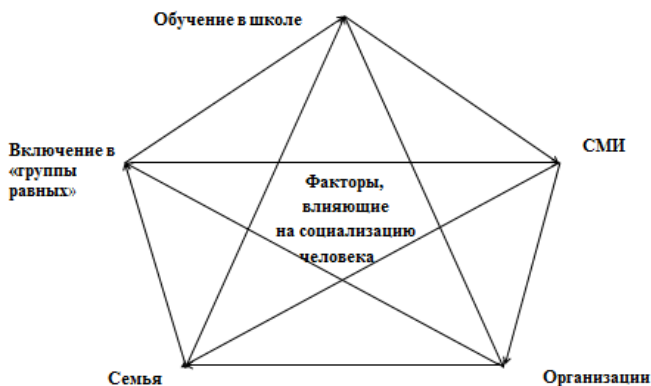 Обучение в школе
Включение в
«группы
равных»
СМИ
Факторы,
влияющие
на социализацию
человека
Семья
Организации